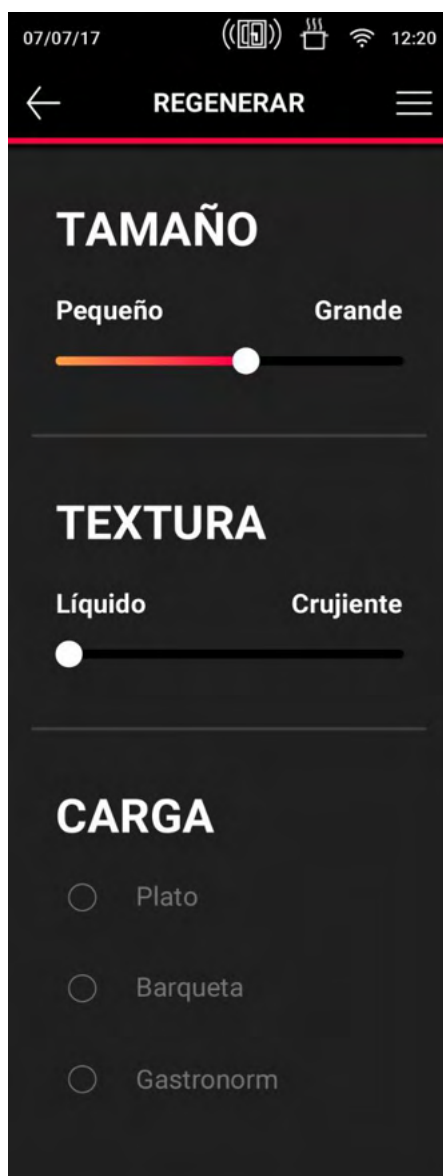 07/07/17 12:20
REGENERAR
TAMAÑO
Pequeño Grande
TEXTURA
Líquido Crujiente
CARGA
Plato
Barqueta
Gastronorm